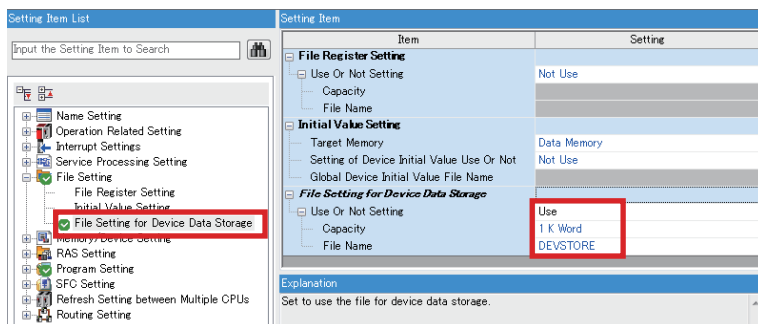 Setting Item List
Input the Setting Item to Search
Name Setting
Operation Related Setting
Interrupt Settings
Service Processing Setting
File Setting
File Register Setting
Initial Value Setting
File Setting for Device Data Storage
Memory/Device Setting
RAS Setting
Program Setting
SFC Setting
Refresh Setting between Multiple CPUs
Routing Setting
Setting Item
Item Setting
File Register Setting
Use Or Not Setting Not Use
Capacity
File Name
Initial Value Setting
Target Memory Data Memory
Setting of Device Initial Value Use Or Not Not Use
Global Device Initial Value File Name
File Setting for Device Data Storage
Use Or Not Setting Use
Capacity 1 K Word
File Name DEVSTORE
Explanation
Set to use the file for device data storage.